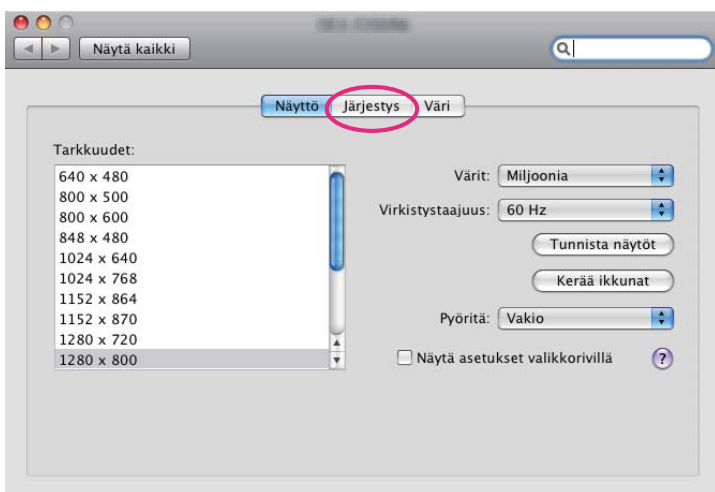 Näytä kaikki
Näyttö Järjestys Väri
Tarkkuudet:
640 x 480
800 x 500
800 x 600
848 x 480
1024 x 640
1024 x 768
1152 x 864
1152 x 870
1280 x 720
1280 x 800
Värit: Miljoonia
Virkistystaajuus: 60 Hz
Tunnista näytöt
Kerää ikkunat
Pyöritä: Vakio
Näytä asetukset valikkorivillä ?